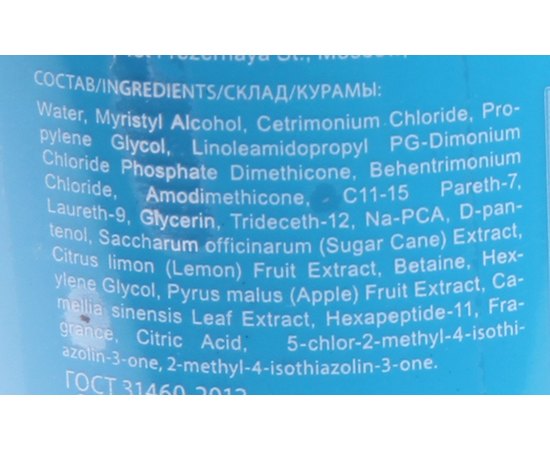 СОСТАВ/INGREDIENTS/СКЛАД/КУРАМЫ:
Water, Myristyl Alcohol, Cetrimonium Chloride, Pro-
pylene Glycol, Linoleamidopropyl PG-Dimonium
Chloride Phosphate Dimethicone, Behentrimonium
Chloride, Amodimethicone, C11-15 Pareth-7,
Laureth-9, Glycerin, Trideceth-12, Na-PCA, D-pan-
tenol, Saccharum officinarum (Sugar Cane) Extract,
Citrus limon (Lemon) Fruit Extract, Betaine, Hex-
ylene Glycol, Pyrus malus (Apple) Fruit Extract, Ca-
mellia sinensis Leaf Extract, Hexapeptide-11, Fra-
grance, Citric Acid, 5-chlor-2-methyl-4-isothi-
azolin-3-one, 2-methyl-4-isothiazolin-3-one.
ГОСТ 31460-2012